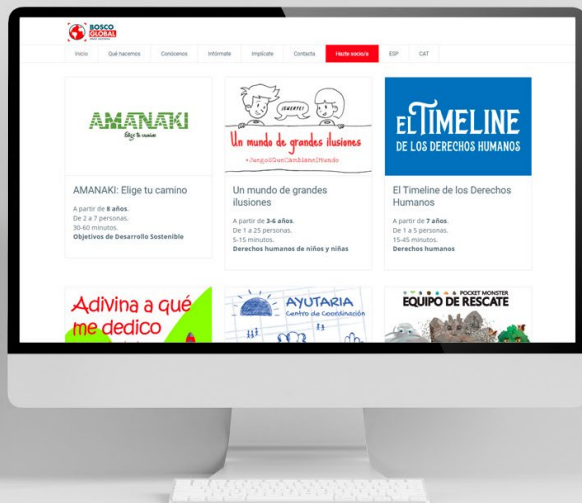 BOSCO
GLOBAL
Inicio Qué hacemos Conócenos Infórmate Implícate Contacta Hazte socio/a ESP CAT
AMANAKI
Elige tu camino
¡SUERTE!
Un mundo de grandes ilusiones
#JuegosQueCambianelMundo
EL TIMELINE
DE LOS DERECHOS HUMANOS
AMANAKI: Elige tu camino
A partir de 8 años.
De 2 a 7 personas.
30-60 minutos.
Objetivos de Desarrollo Sostenible
Un mundo de grandes
ilusiones
A partir de 3-6 años.
De 1 a 25 personas.
5-15 minutos.
Derechos humanos de niños y niñas
El Timeline de los Derechos
Humanos
A partir de 7 años.
De 1 a 5 personas.
15-45 minutos.
Derechos humanos
Adivina a qué
me dedico
AYUTARIA
Centro de Coordinación
POCKET MONSTER
EQUIPO DE RESCATE